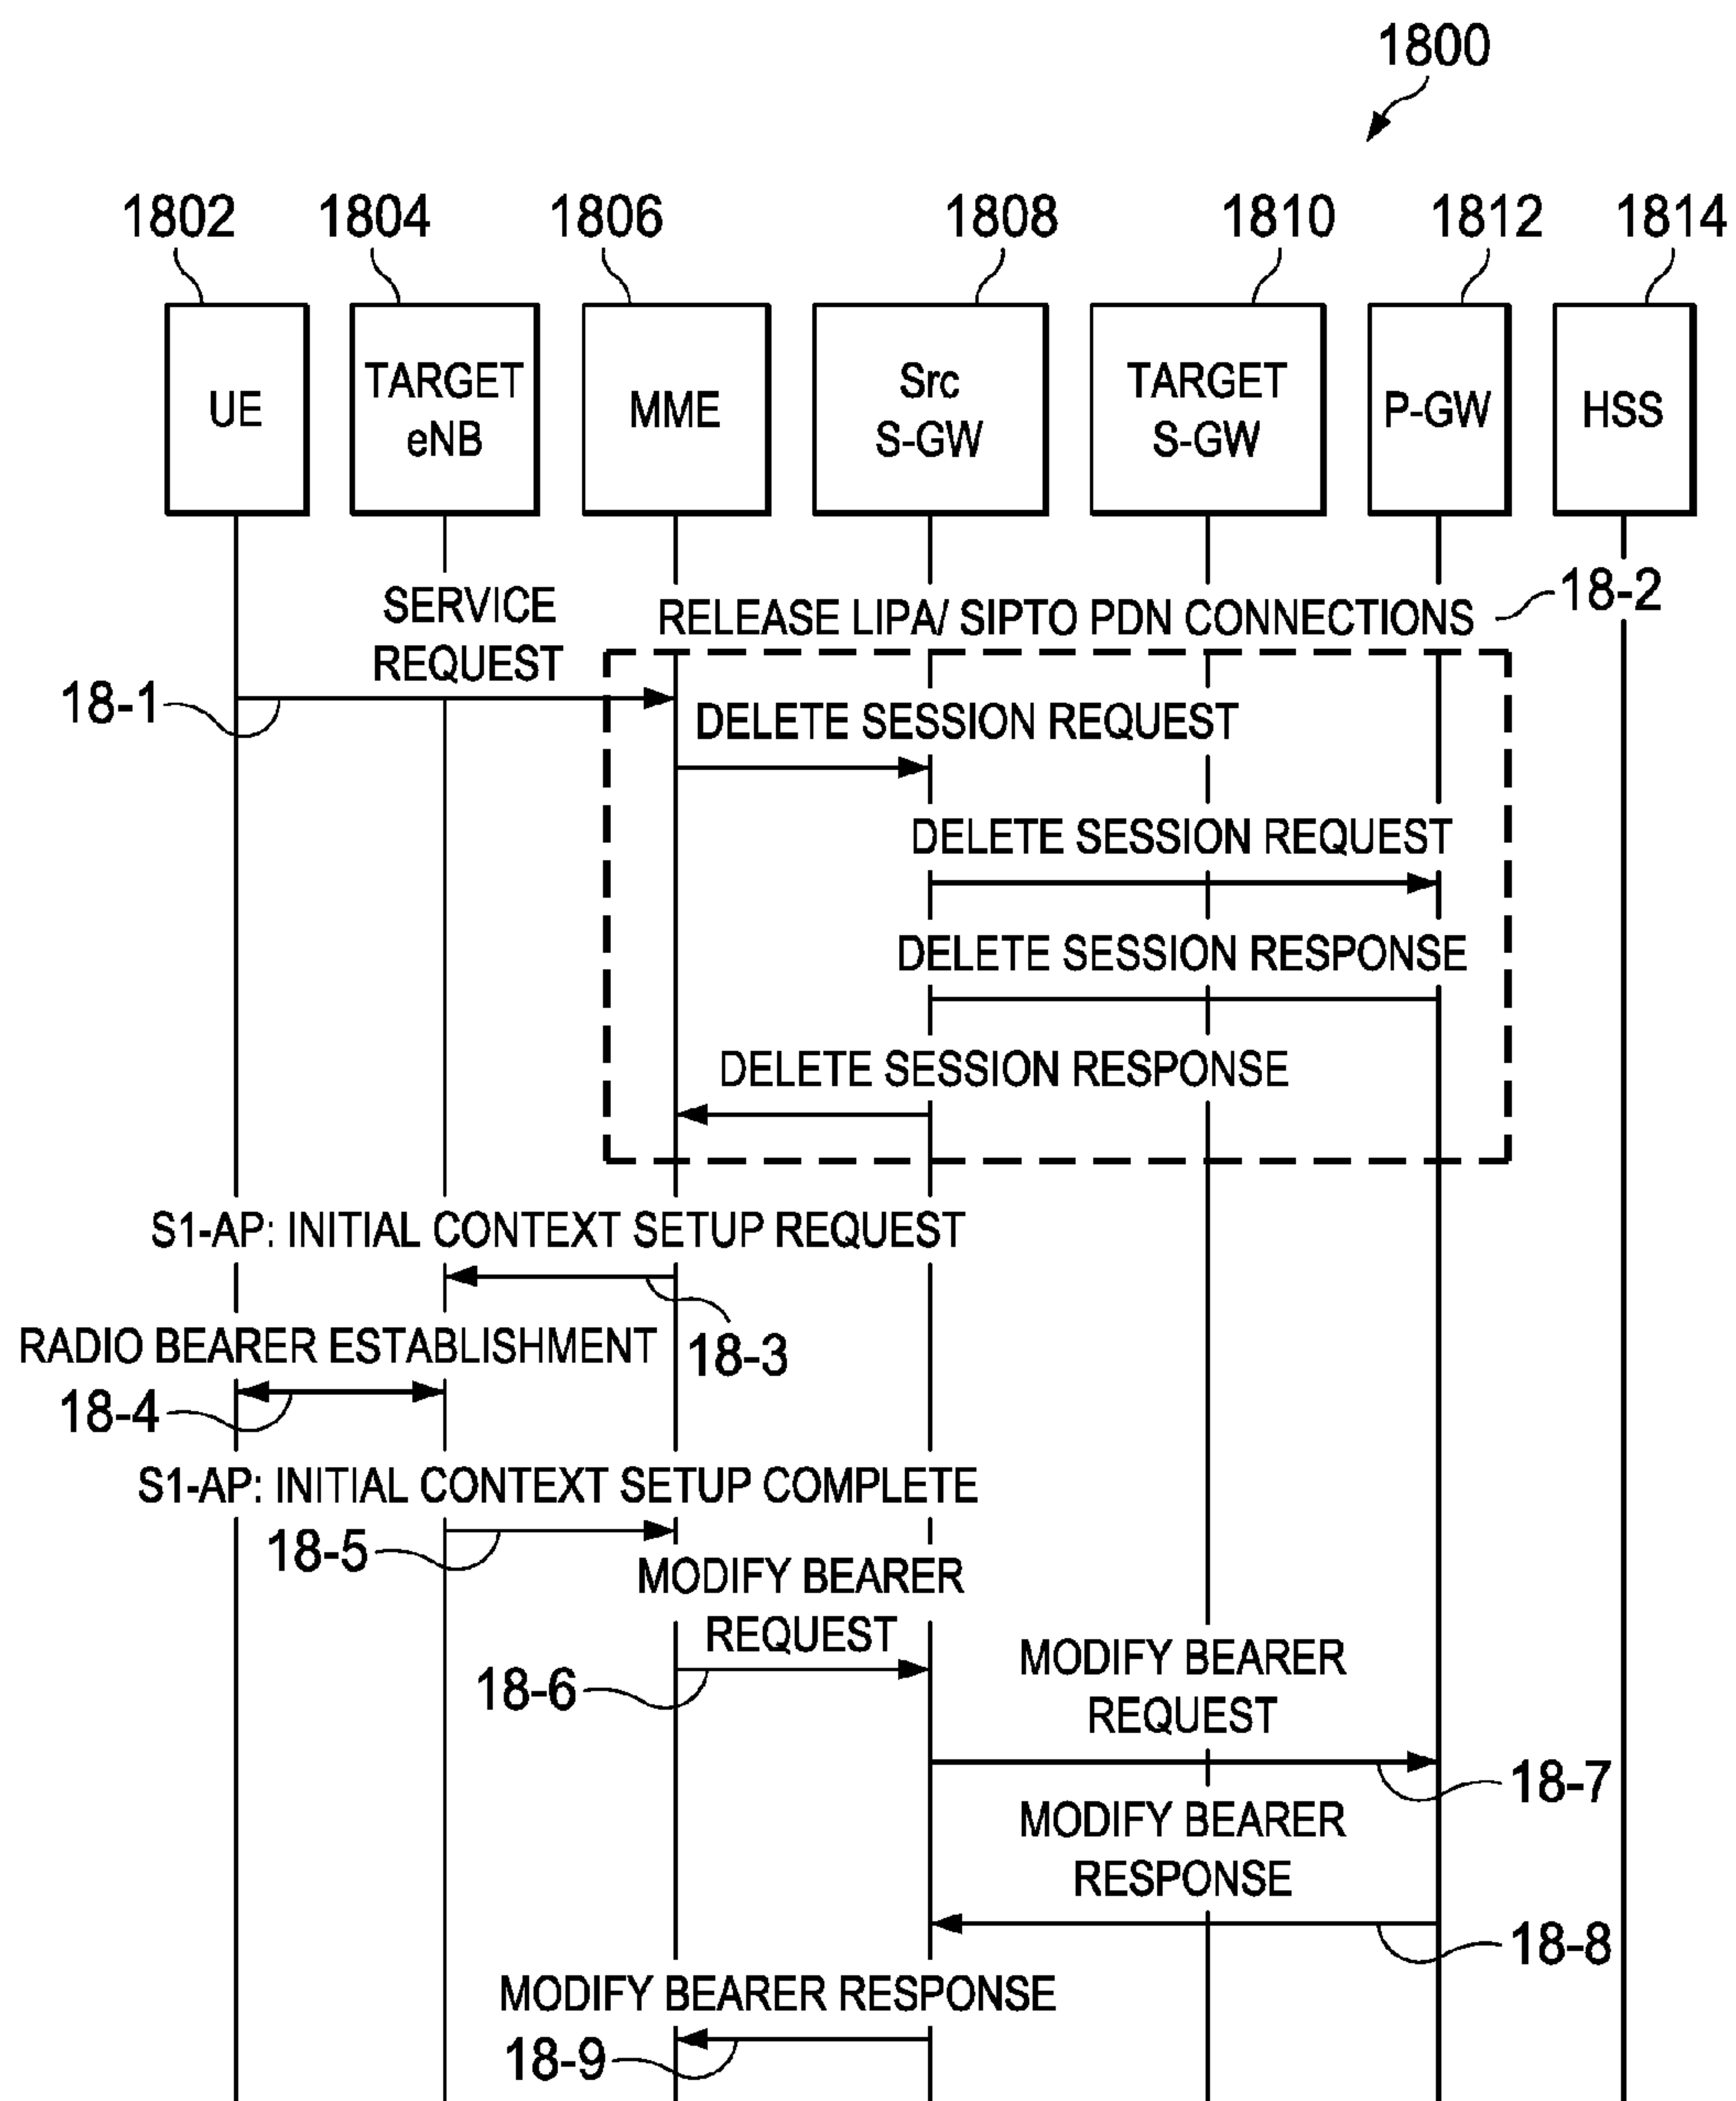 1800
1802 1804 1806 1808 1810 1812 1814
UE
TARGET
eNB
MME
Src
S-GW
TARGET
S-GW
P-GW
HSS
SERVICE
REQUEST
18-1
RELEASE LIPA/ SIPTO PDN CONNECTIONS
18-2
DELETE SESSION REQUEST
DELETE SESSION REQUEST
DELETE SESSION RESPONSE
DELETE SESSION RESPONSE
S1-AP: INITIAL CONTEXT SETUP REQUEST
18-3
RADIO BEARER ESTABLISHMENT
18-4
S1-AP: INITIAL CONTEXT SETUP COMPLETE
18-5
MODIFY BEARER
REQUEST
18-6
MODIFY BEARER
REQUEST
18-7
MODIFY BEARER
RESPONSE
18-8
MODIFY BEARER RESPONSE
18-9